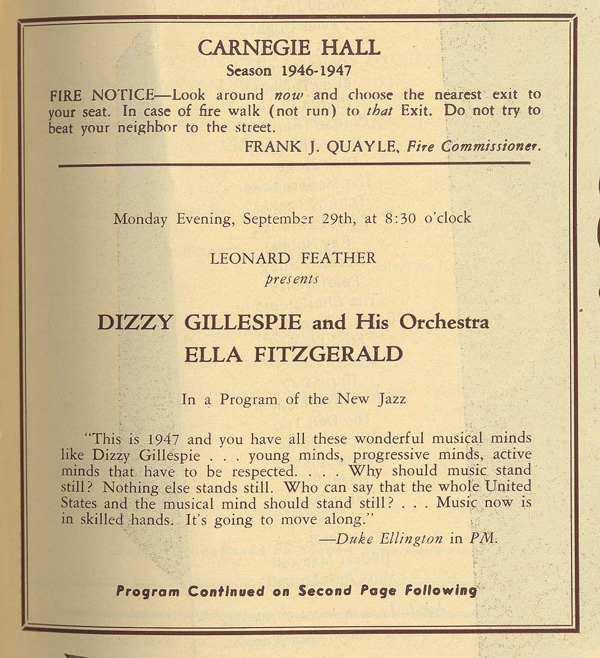 CARNEGIE HALL
Season 1946-1947
FIRE NOTICE—Look around now and choose the nearest exit to
your seat. In case of fire walk (not run) to that Exit. Do not try to
beat your neighbor to the street.
FRANK J. QUAYLE, Fire Commissioner.
Monday Evening, September 29th, at 8:30 o'clock
LEONARD FEATHER
presents
DIZZY GILLESPIE and His Orchestra
ELLA FITZGERALD
In a Program of the New Jazz
"This is 1947 and you have all these wonderful musical minds
like Dizzy Gillespie . . . young minds, progressive minds, active
minds that have to be respected. . . . Why should music stand
still? Nothing else stands still. Who can say that the whole United
States and the musical mind should stand still? . . . Music now is
in skilled hands. It's going to move along."
—Duke Ellington in PM.
Program Continued on Second Page Following